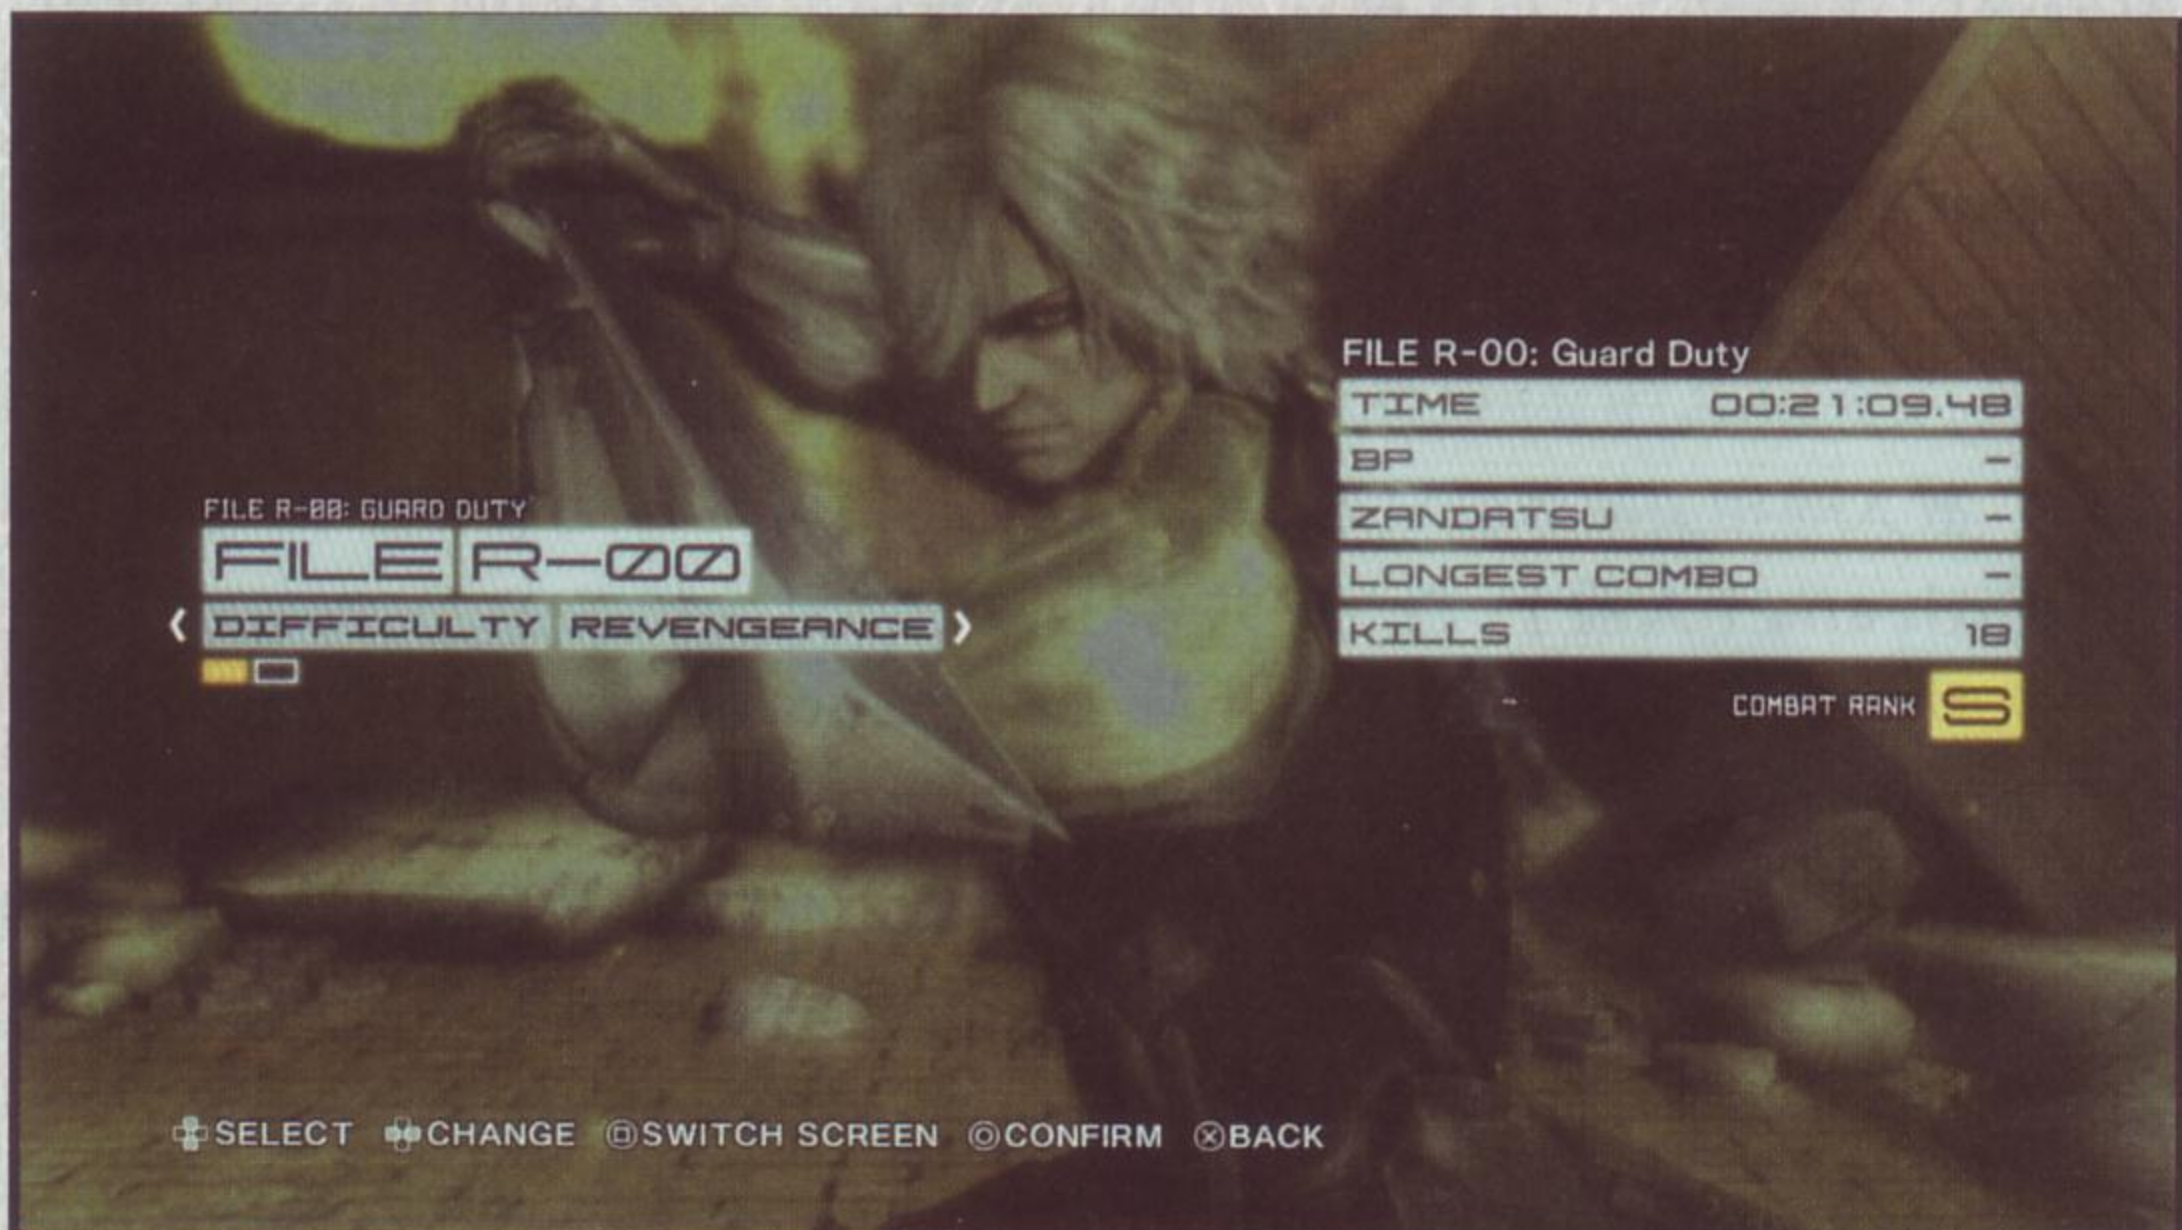 FILE R-00: Guard Duty
TIME 00:21:09.48
BP –
ZANDATSU –
LONGEST COMBO –
KILLS 18
COMBAT RANK S
FILE R-00: GUARD DUTY
FILE R-00
‹ DIFFICULTY REVENGEANCE ›
SELECT CHANGE SWITCH SCREEN CONFIRM BACK